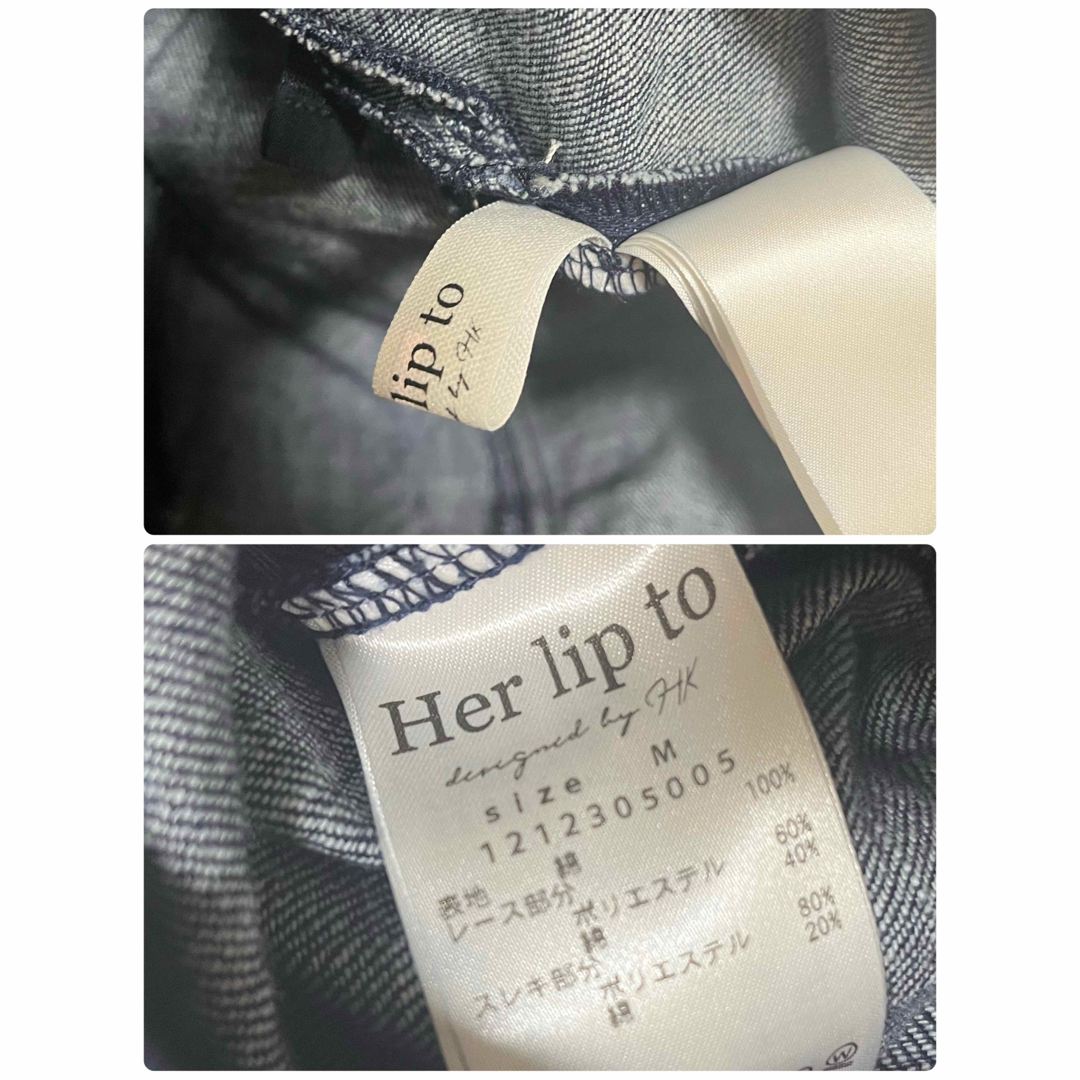 lip to
by HK
Her lip to
designed by HK
size M
1212305005
表地 綿 100%
レース部分 ポリエステル 60%
綿 40%
スレキ部分 ポリエステル 80%
綿 20%
W